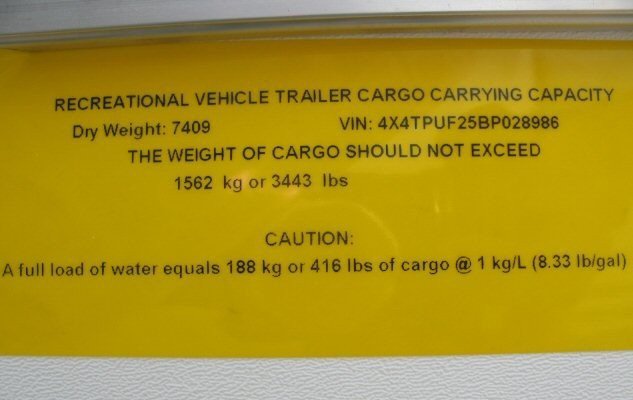 RECREATIONAL VEHICLE TRAILER CARGO CARRYING CAPACITY
Dry Weight: 7409 VIN: 4X4TPUF25BP028986
THE WEIGHT OF CARGO SHOULD NOT EXCEED
1562 kg or 3443 lbs
CAUTION:
A full load of water equals 188 kg or 416 lbs of cargo @ 1 kg/L (8.33 lb/gal)